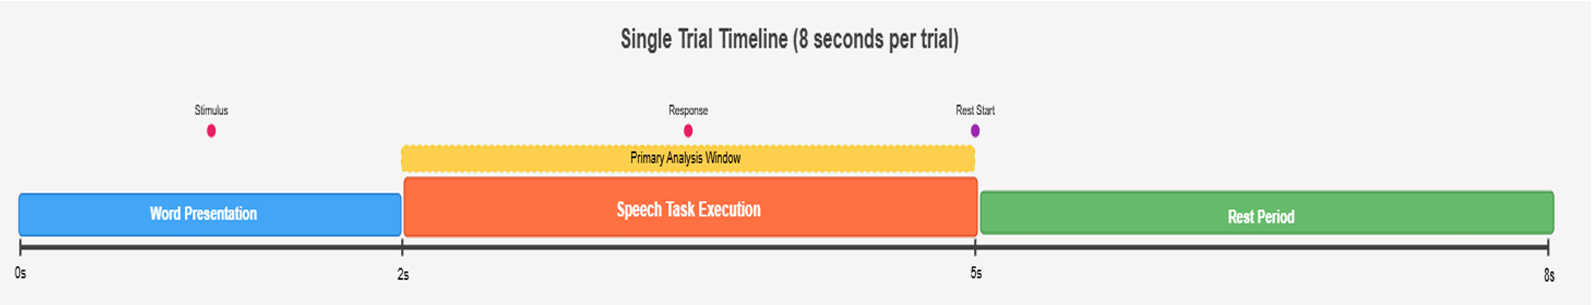 Single Trial Timeline (8 seconds per trial)
Stimulus
Response
Rest Start
Primary Analysis Window
Word Presentation
Speech Task Execution
Rest Period
0s
2s
5s
8s